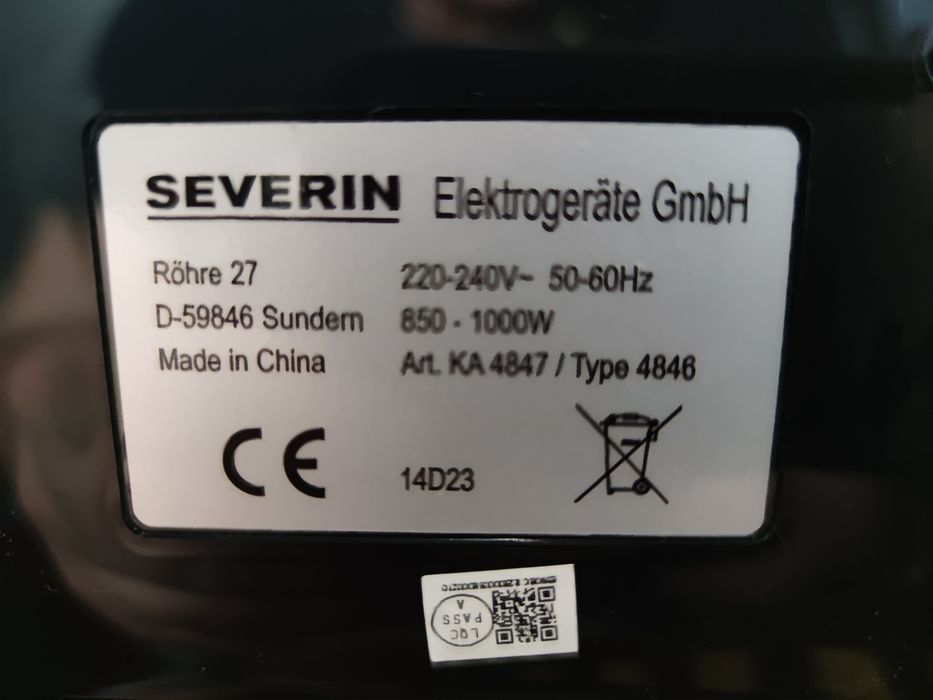 SEVERIN Elektrogeräte GmbH
Röhre 27
D-59846 Sundern
Made in China
220-240V~ 50-60Hz
850 - 1000W
Art. KA 4847 / Type 4846
CE
14D23
LQC
PASS
A